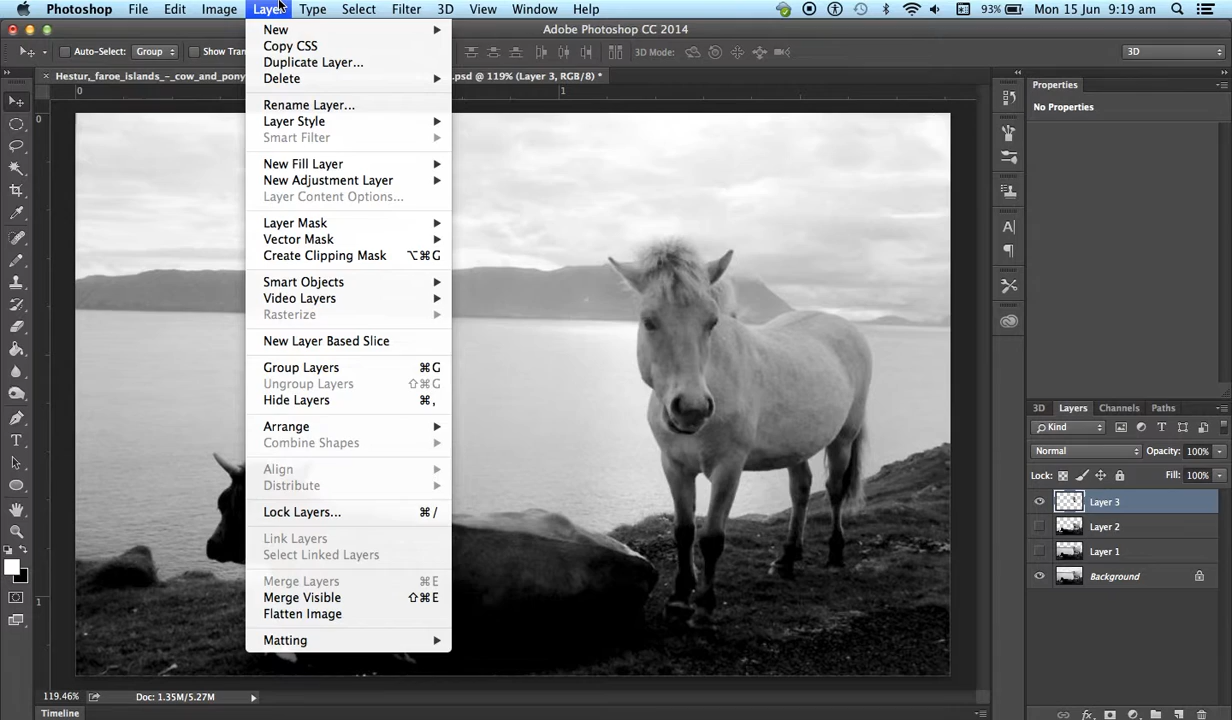 Photoshop File Edit Image Layer Type Select Filter 3D View Window Help 93% Mon 15 Jun 9:19 am
Adobe Photoshop CC 2014
Auto-Select: Group Show Tran 3D Mode: 3D
Hestur,_faroe_islands_-_cow_and_pony .psd @ 119% (Layer 3, RGB/8) *
0 1
0
1
New
Copy CSS
Duplicate Layer...
Delete
Rename Layer...
Layer Style
Smart Filter
New Fill Layer
New Adjustment Layer
Layer Content Options...
Layer Mask
Vector Mask
Create Clipping Mask ⌥⌘G
Smart Objects
Video Layers
Rasterize
New Layer Based Slice
Group Layers ⌘G
Ungroup Layers ⇧⌘G
Hide Layers ⌘,
Arrange
Combine Shapes
Align
Distribute
Lock Layers... ⌘/
Link Layers
Select Linked Layers
Merge Layers ⌘E
Merge Visible ⇧⌘E
Flatten Image
Matting
Properties
No Properties
3D Layers Channels Paths
Kind
Normal Opacity: 100%
Lock: Fill: 100%
Layer 3
Layer 2
Layer 1
Background
119.46% Doc: 1.35M/5.27M
Timeline